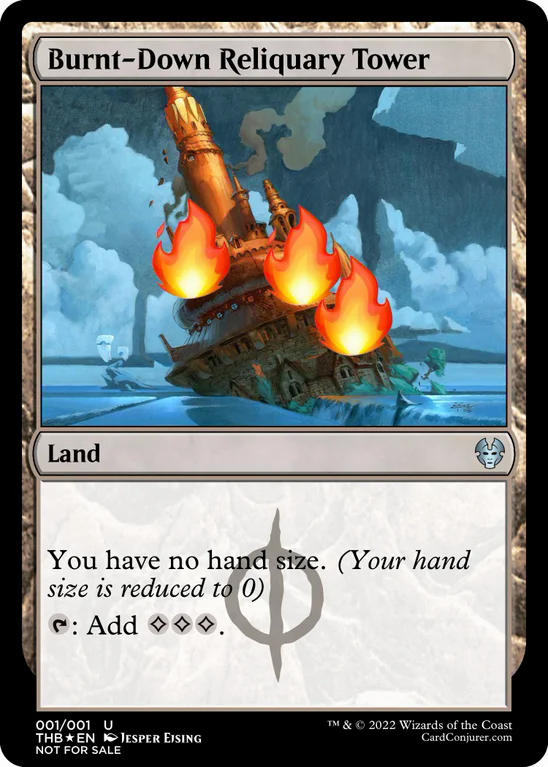 Burnt-Down Reliquary Tower
Land
You have no hand size. (Your hand
size is reduced to 0)
: Add .
001/001 U
THB★EN Jesper Ejsing
NOT FOR SALE
™ & © 2022 Wizards of the Coast
CardConjurer.com